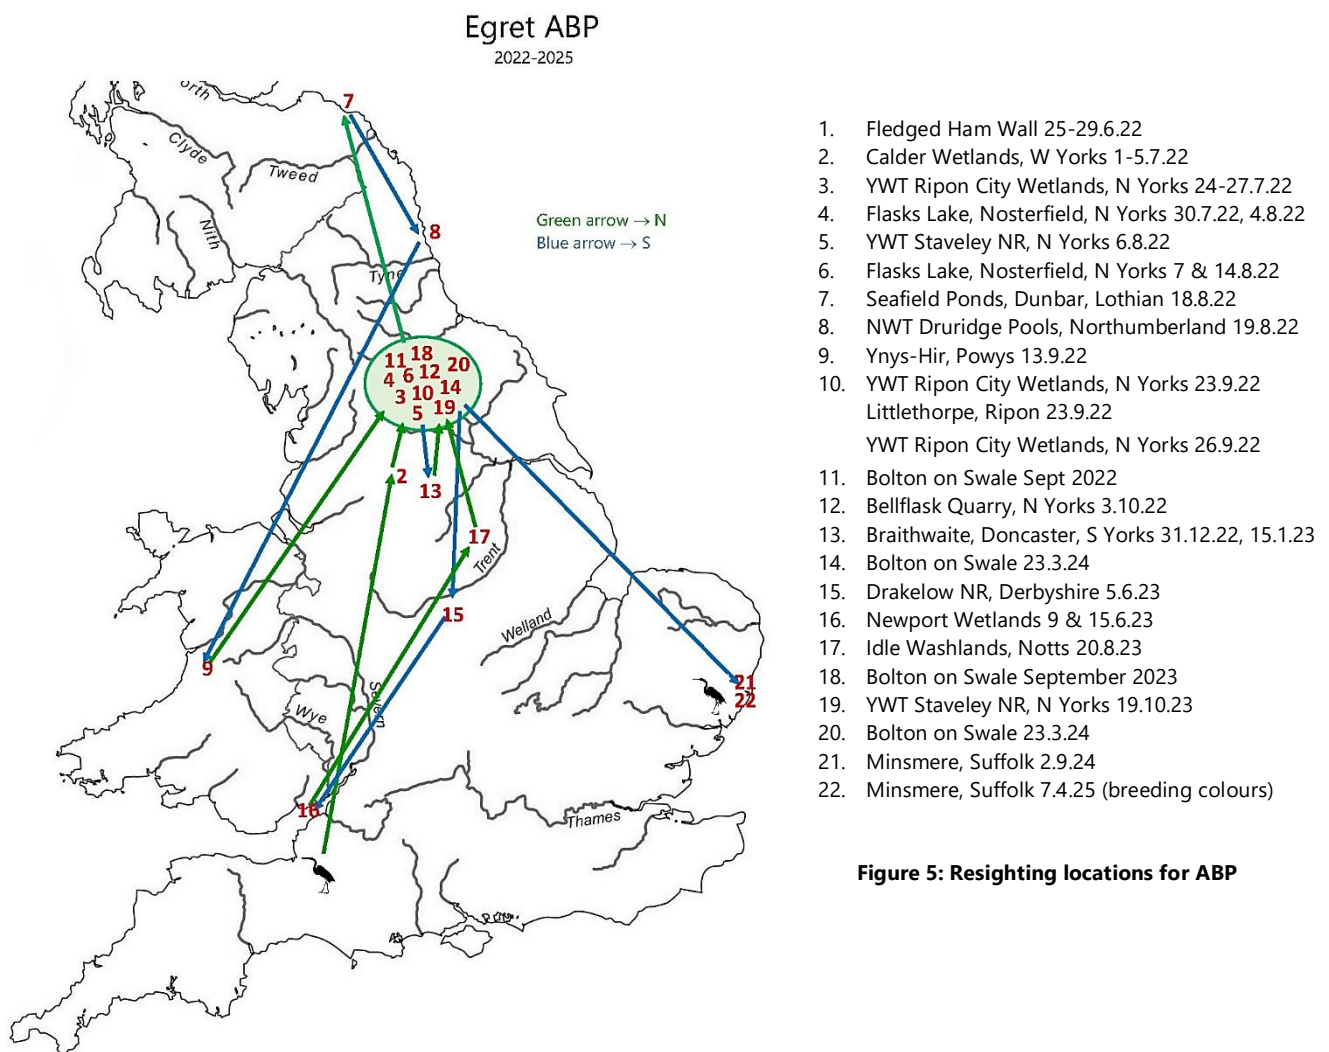 Egret ABP
2022-2025
orth
7
Clyde
Tweed
Green arrow → N
Blue arrow → S
8
Nith
Tyne
11 18 20
4 6 12
3 10 14
5 19
2
13
17
Trent
15
Welland
9
21
22
Severn
Wye
16
Thames
1. Fledged Ham Wall 25-29.6.22
2. Calder Wetlands, W Yorks 1-5.7.22
3. YWT Ripon City Wetlands, N Yorks 24-27.7.22
4. Flasks Lake, Nosterfield, N Yorks 30.7.22, 4.8.22
5. YWT Staveley NR, N Yorks 6.8.22
6. Flasks Lake, Nosterfield, N Yorks 7 & 14.8.22
7. Seafield Ponds, Dunbar, Lothian 18.8.22
8. NWT Druridge Pools, Northumberland 19.8.22
9. Ynys-Hir, Powys 13.9.22
10. YWT Ripon City Wetlands, N Yorks 23.9.22
Littlethorpe, Ripon 23.9.22
YWT Ripon City Wetlands, N Yorks 26.9.22
11. Bolton on Swale Sept 2022
12. Bellflask Quarry, N Yorks 3.10.22
13. Braithwaite, Doncaster, S Yorks 31.12.22, 15.1.23
14. Bolton on Swale 23.3.24
15. Drakelow NR, Derbyshire 5.6.23
16. Newport Wetlands 9 & 15.6.23
17. Idle Washlands, Notts 20.8.23
18. Bolton on Swale September 2023
19. YWT Staveley NR, N Yorks 19.10.23
20. Bolton on Swale 23.3.24
21. Minsmere, Suffolk 2.9.24
22. Minsmere, Suffolk 7.4.25 (breeding colours)
Figure 5: Resighting locations for ABP